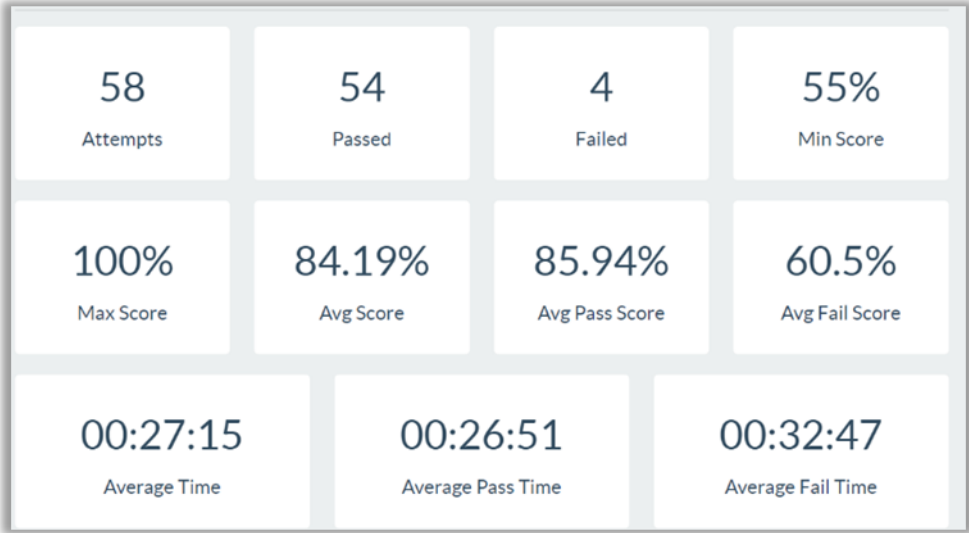 58 54 4 55%
Attempts Passed Failed Min Score
100% 84.19% 85.94% 60.5%
Max Score Avg Score Avg Pass Score Avg Fail Score
00:27:15 00:26:51 00:32:47
Average Time Average Pass Time Average Fail Time